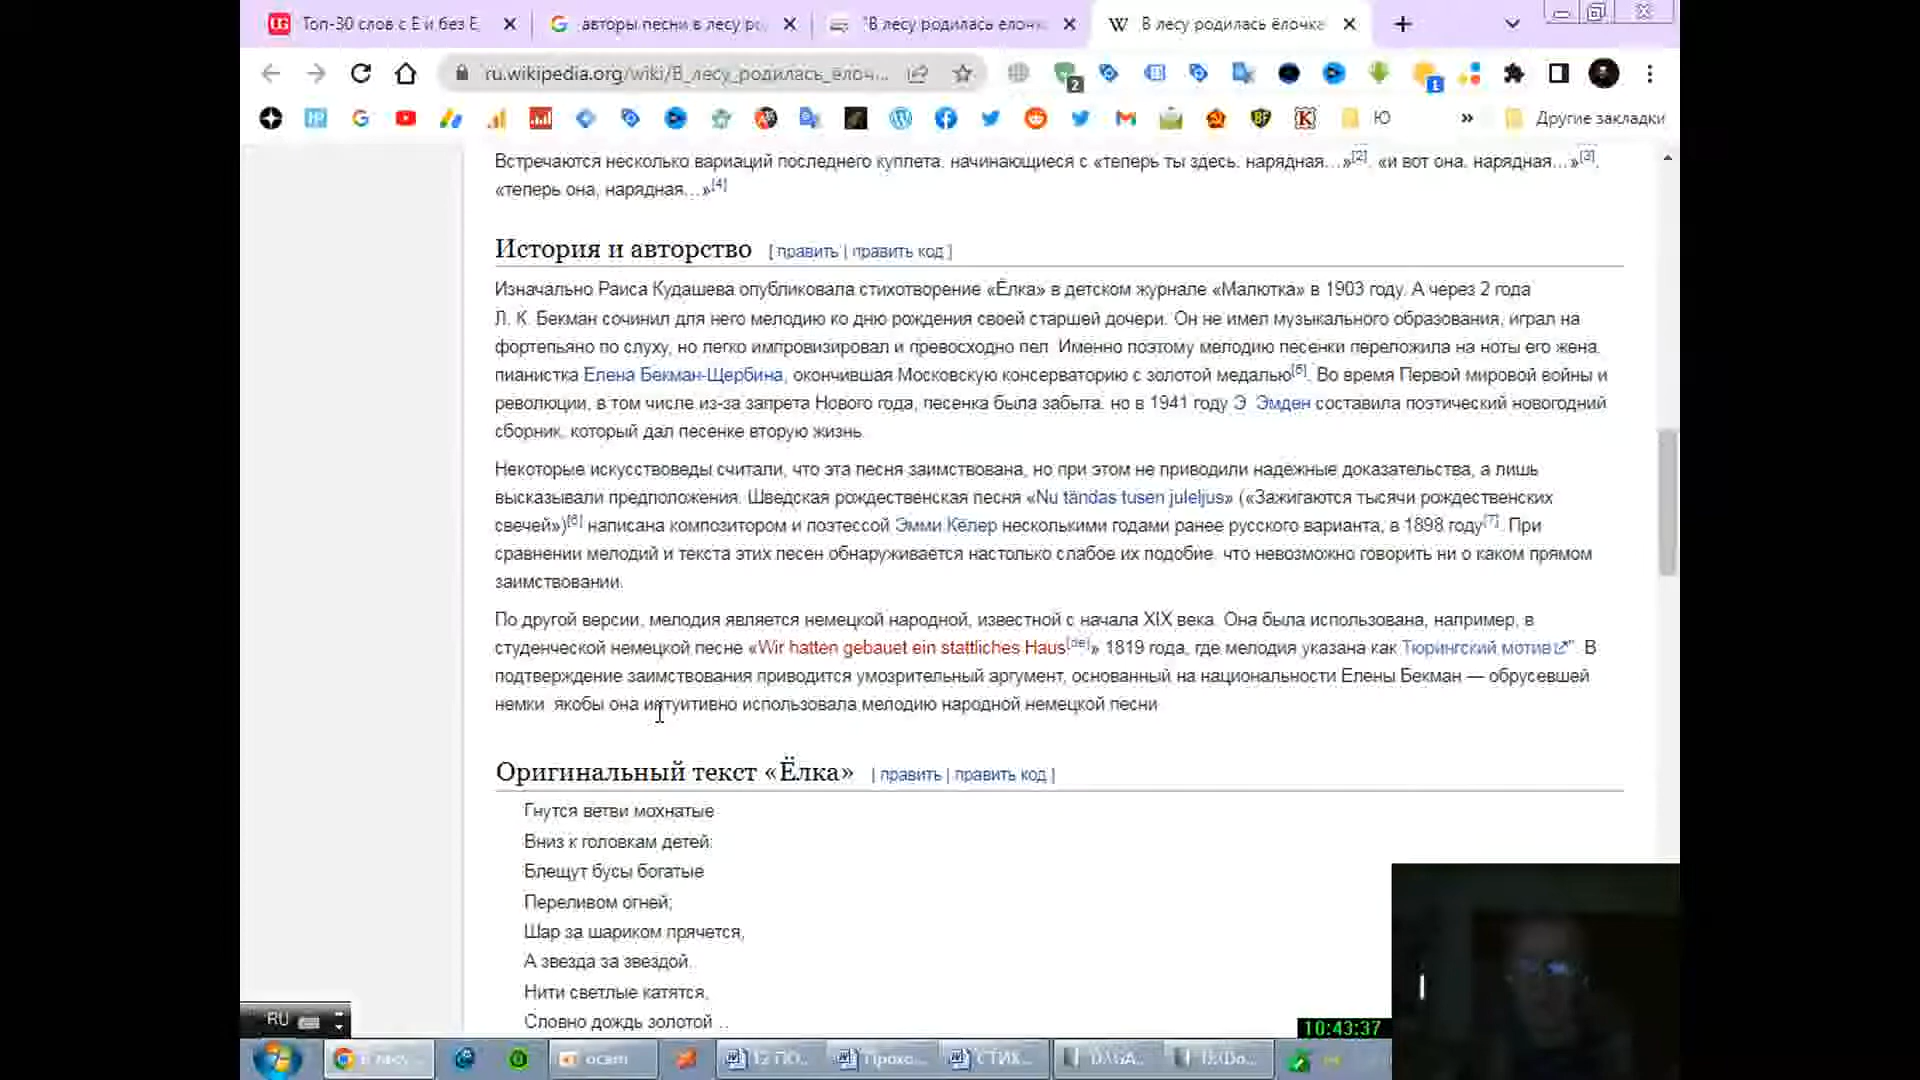 Топ-30 слов с Е и без Ё,
авторы песни в лесу ро
"В лесу родилась ёлочк
В лесу родилась ёлочка
ru.wikipedia.org/wiki/В_лесу_родилась_ёлоч...
2
1
Ю
»
Другие закладки
Встречаются несколько вариаций последнего куплета, начинающиеся с «теперь ты здесь, нарядная…»[2], «и вот она, нарядная…»[3],
«теперь она, нарядная…»[4]
История и авторство [ править | править код ]
Изначально Раиса Кудашева опубликовала стихотворение «Ёлка» в детском журнале «Малютка» в 1903 году. А через 2 года
Л. К. Бекман сочинил для него мелодию ко дню рождения своей старшей дочери. Он не имел музыкального образования, играл на
фортепьяно по слуху, но легко импровизировал и превосходно пел. Именно поэтому мелодию песенки переложила на ноты его жена,
пианистка Елена Бекман-Щербина, окончившая Московскую консерваторию с золотой медалью[5]. Во время Первой мировой войны и
революции, в том числе из-за запрета Нового года, песенка была забыта, но в 1941 году Э. Эмден составила поэтический новогодний
сборник, который дал песенке вторую жизнь.
Некоторые искусствоведы считали, что эта песня заимствована, но при этом не приводили надёжные доказательства, а лишь
высказывали предположения. Шведская рождественская песня «Nu tändas tusen juleljus» («Зажигаются тысячи рождественских
свечей»)[6] написана композитором и поэтессой Эмми Кёлер несколькими годами ранее русского варианта, в 1898 году[7]. При
сравнении мелодий и текста этих песен обнаруживается настолько слабое их подобие, что невозможно говорить ни о каком прямом
заимствовании.
По другой версии, мелодия является немецкой народной, известной с начала XIX века. Она была использована, например, в
студенческой немецкой песне «Wir hatten gebauet ein stattliches Haus[de]» 1819 года, где мелодия указана как Тюрингский мотив". В
подтверждение заимствования приводится умозрительный аргумент, основанный на национальности Елены Бекман — обрусевшей
немки, якобы она интуитивно использовала мелодию народной немецкой песни
Оригинальный текст «Ёлка» [ править | править код ]
Гнутся ветви мохнатые
Вниз к головкам детей;
Блещут бусы богатые
Переливом огней;
Шар за шариком прячется,
А звезда за звездой,
Нити светлые катятся,
Словно дождь золотой…
RU
10:43:37
осам
12 ПО...
Прохо...
СТИХ...
D:\GA...
D:\Do...